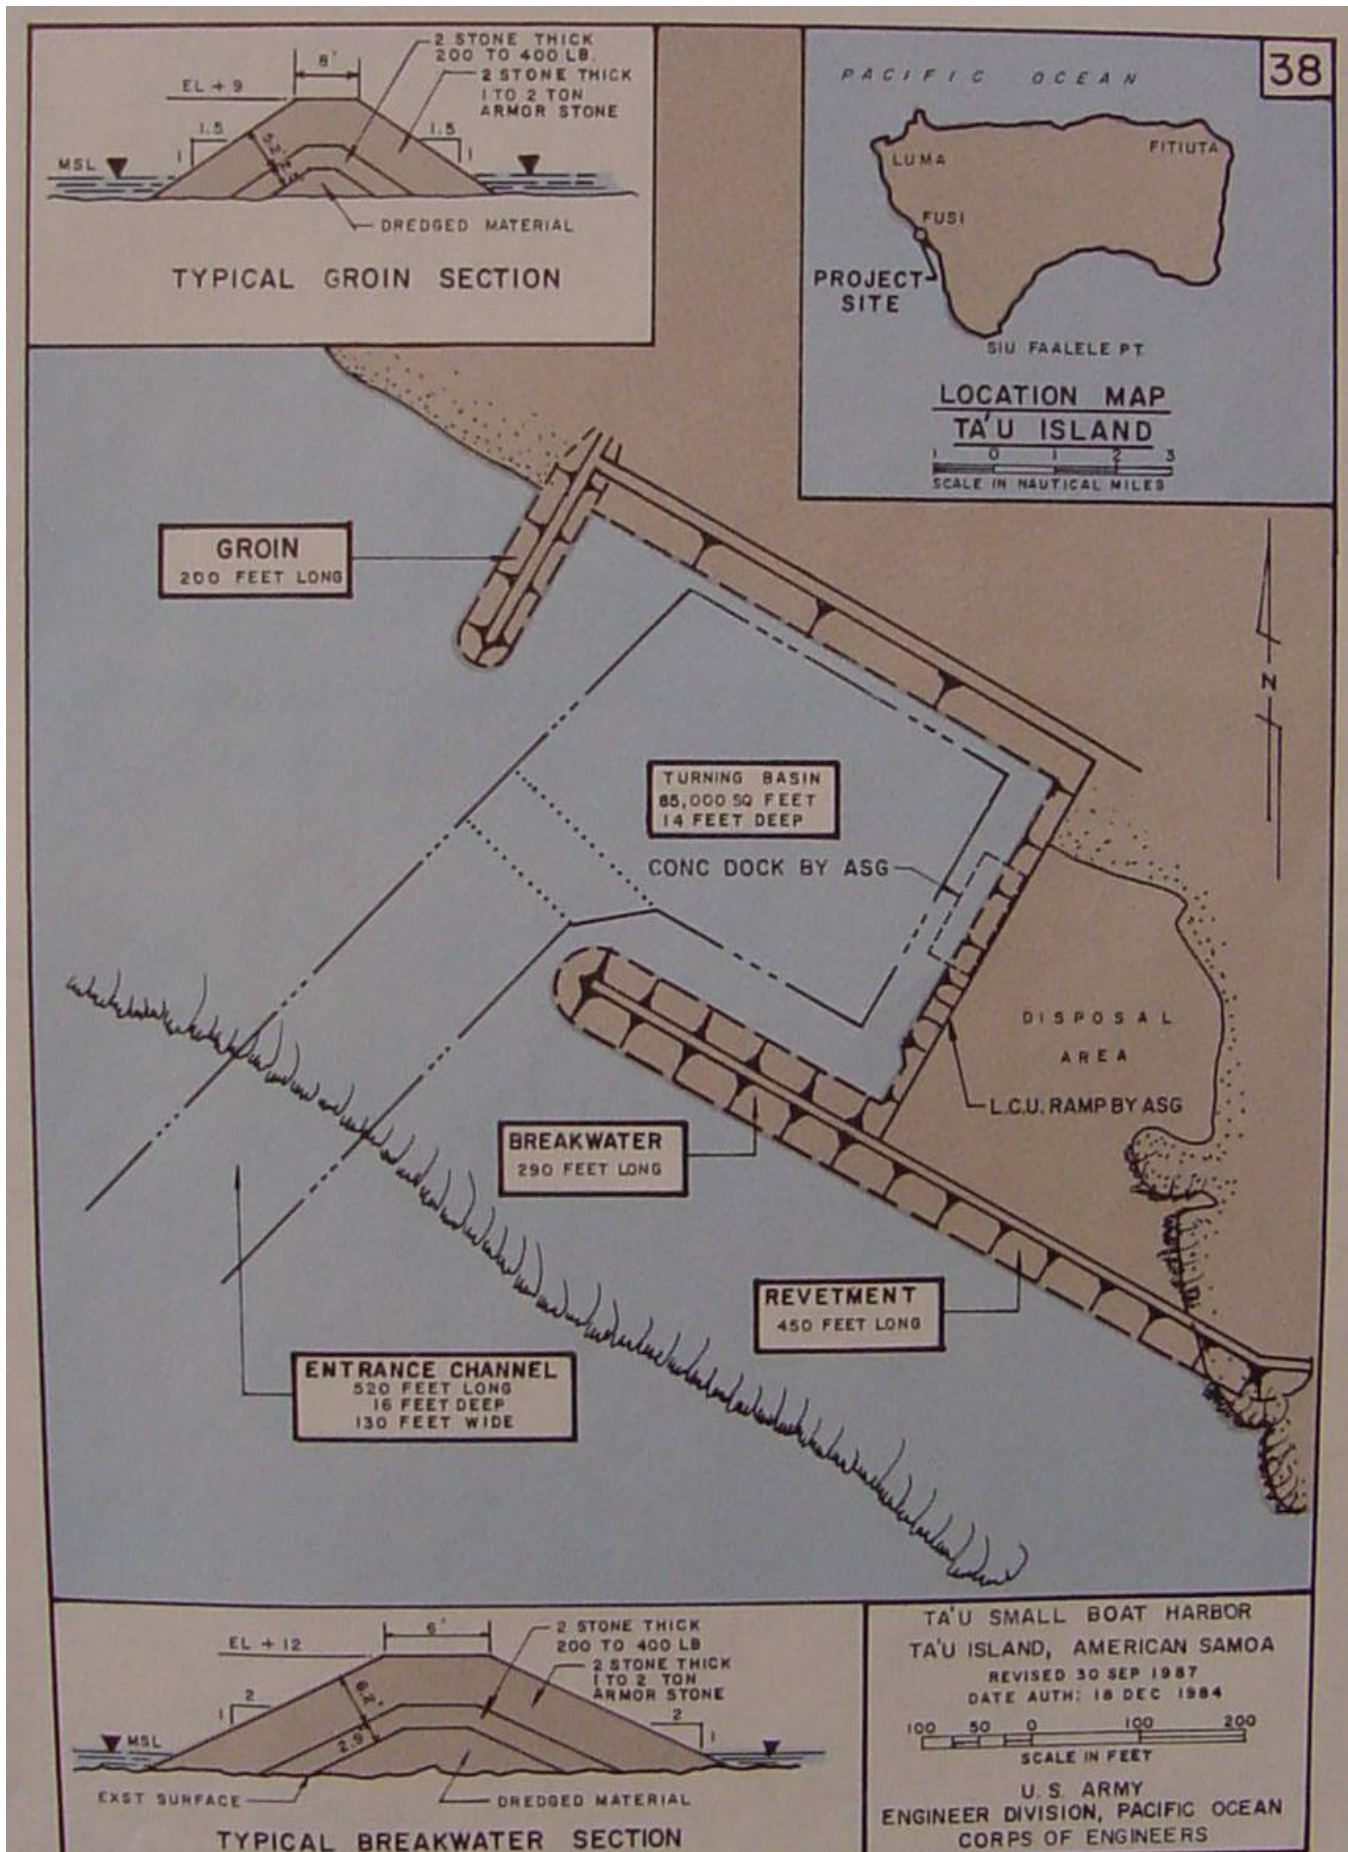 38
2 STONE THICK
200 TO 400 LB.
2 STONE THICK
1 TO 2 TON
ARMOR STONE
8'
EL + 9
1.5
1
1.5
1
5.2'
MSL
DREDGED MATERIAL
TYPICAL GROIN SECTION
PACIFIC OCEAN
LUMA
FITIUTA
FUSI
PROJECT
SITE
SIU FAALELE PT.
LOCATION MAP
TA'U ISLAND
1 0 1 2 3
SCALE IN NAUTICAL MILES
GROIN
200 FEET LONG
N
TURNING BASIN
85,000 SQ FEET
14 FEET DEEP
CONC DOCK BY ASG
DISPOSAL
AREA
L.C.U. RAMP BY ASG
BREAKWATER
290 FEET LONG
REVETMENT
450 FEET LONG
ENTRANCE CHANNEL
520 FEET LONG
16 FEET DEEP
130 FEET WIDE
6'
2 STONE THICK
200 TO 400 LB
2 STONE THICK
1 TO 2 TON
ARMOR STONE
EL + 12
2
1
2
1
6.2'
2.9'
MSL
EXST SURFACE
DREDGED MATERIAL
TYPICAL BREAKWATER SECTION
TA'U SMALL BOAT HARBOR
TA'U ISLAND, AMERICAN SAMOA
REVISED 30 SEP 1987
DATE AUTH: 18 DEC 1984
100 50 0 100 200
SCALE IN FEET
U. S. ARMY
ENGINEER DIVISION, PACIFIC OCEAN
CORPS OF ENGINEERS